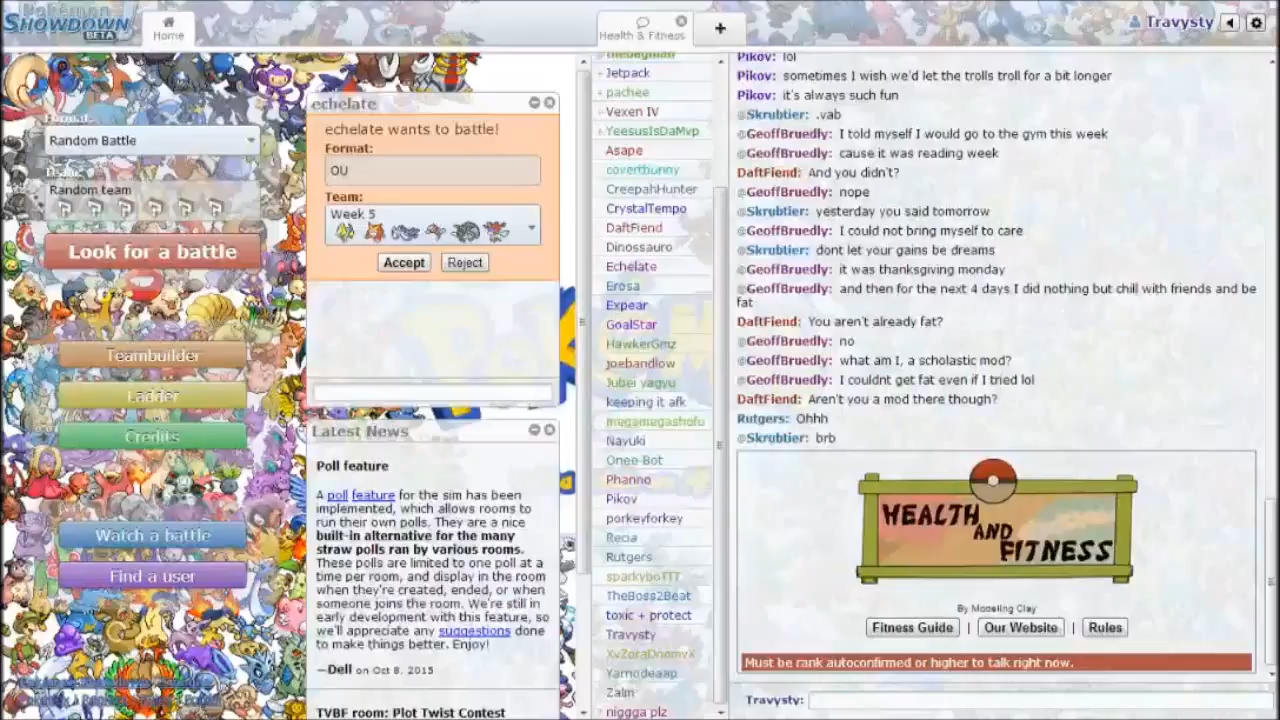 Pokémon
SHOWDOWN!
BETA
Home
Health & Fitness
+
Travysty
Format:
Random Battle
Random team
Look for a battle
Teambuilder
Ladder
Credits
Watch a battle
Find a user
echelate
echelate wants to battle!
Format:
OU
Team:
Week 5
Accept
Reject
Latest News
Poll feature
A poll feature for the sim has been
implemented, which allows rooms to
run their own polls. They are a nice
built-in alternative for the many
straw polls ran by various rooms.
These polls are limited to one poll at a
time per room, and display in the room
when they're created, ended, or when
someone joins the room. We're still in
early development with this feature, so
we'll appreciate any suggestions done
to make things better. Enjoy!
—Dell on Oct 8, 2015
TVBF room: Plot Twist Contest
Jetpack
pachee
Vexen IV
YeesusIsDaMvp
Asape
covertbunny
CreepahHunter
CrystalTempo
DaftFiend
Dinossauro
Echelate
Erosa
Expear
GoalStar
HawkerGmz
joebandlow
Jubei yagyu
keeping it afk
megamegashofu
Nayuki
Onee-Bot
Phanno
Pikov
porkeyforkey
Recia
Rutgers
sparkyboTTT
TheBoss2Beat
toxic + protect
Travysty
XvZoraDnomvX
Yamodeaap
Zalm
niggga plz
Pikov: lol
Pikov: sometimes I wish we'd let the trolls troll for a bit longer
Pikov: it's always such fun
@Skrubtier: .vab
@GeoffBruedly: I told myself I would go to the gym this week
@GeoffBruedly: cause it was reading week
DaftFiend: And you didn't?
@GeoffBruedly: nope
@Skrubtier: yesterday you said tomorrow
@GeoffBruedly: I could not bring myself to care
@Skrubtier: dont let your gains be dreams
@GeoffBruedly: it was thanksgiving monday
@GeoffBruedly: and then for the next 4 days I did nothing but chill with friends and be
fat
DaftFiend: You aren't already fat?
@GeoffBruedly: no
@GeoffBruedly: what am I, a scholastic mod?
@GeoffBruedly: I couldnt get fat even if I tried lol
DaftFiend: Aren't you a mod there though?
Rutgers: Ohhh
@Skrubtier: brb
HEALTH
AND
FITNESS
By Modeling Clay
Fitness Guide | Our Website | Rules
Must be rank autoconfirmed or higher to talk right now.
Travysty: